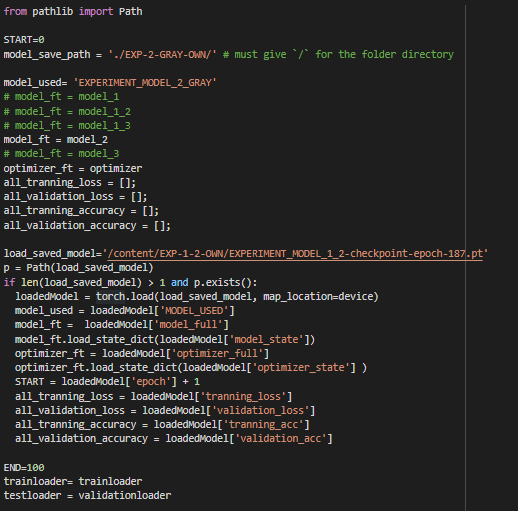 from pathlib import Path
START=0
model_save_path = './EXP-2-GRAY-OWN/' # must give `/` for the folder directory
model_used= 'EXPERIMENT_MODEL_2_GRAY'
# model_ft = model_1
# model_ft = model_1_2
# model_ft = model_1_3
model_ft = model_2
# model_ft = model_3
optimizer_ft = optimizer
all_tranning_loss = [];
all_validation_loss = [];
all_tranning_accuracy = [];
all_validation_accuracy = [];
load_saved_model='/content/EXP-1-2-OWN/EXPERIMENT_MODEL_1_2-checkpoint-epoch-187.pt'
p = Path(load_saved_model)
if len(load_saved_model) > 1 and p.exists():
  loadedModel = torch.load(load_saved_model, map_location=device)
  model_used = loadedModel['MODEL_USED']
  model_ft =  loadedModel['model_full']
  model_ft.load_state_dict(loadedModel['model_state'])
  optimizer_ft = loadedModel['optimizer_full']
  optimizer_ft.load_state_dict(loadedModel['optimizer_state'] )
  START = loadedModel['epoch'] + 1
  all_tranning_loss = loadedModel['tranning_loss']
  all_validation_loss = loadedModel['validation_loss']
  all_tranning_accuracy = loadedModel['tranning_acc']
  all_validation_accuracy = loadedModel['validation_acc']
END=100
trainloader= trainloader
testloader = validationloader